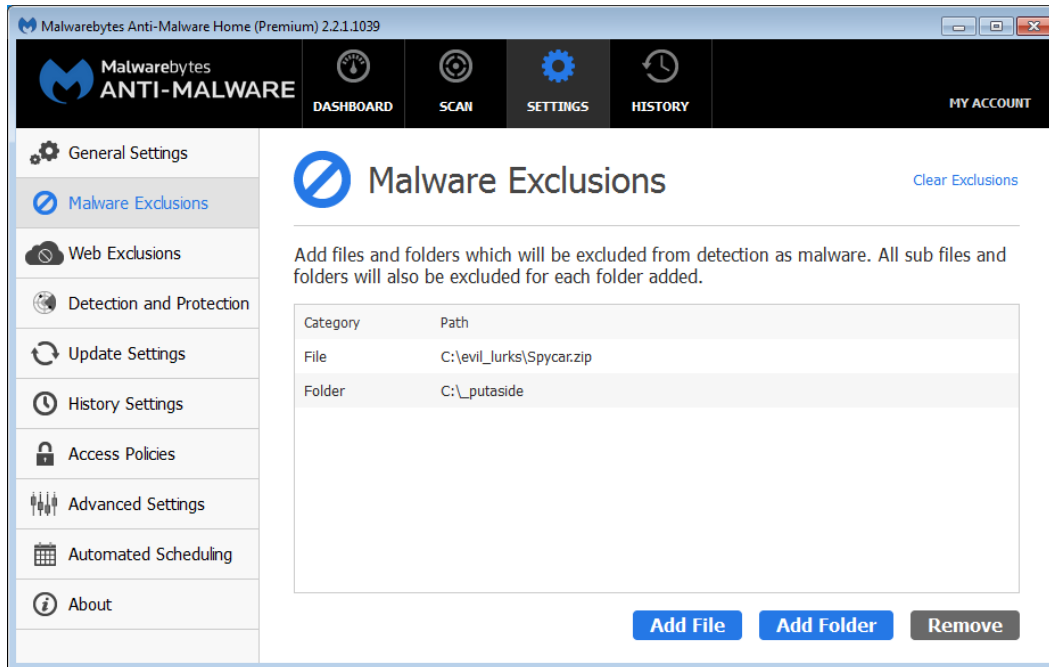 Malwarebytes Anti-Malware Home (Premium) 2.2.1.1039
Malwarebytes
ANTI-MALWARE
DASHBOARD
SCAN
SETTINGS
HISTORY
MY ACCOUNT
General Settings
Malware Exclusions
Web Exclusions
Detection and Protection
Update Settings
History Settings
Access Policies
Advanced Settings
Automated Scheduling
About
Malware Exclusions
Clear Exclusions
Add files and folders which will be excluded from detection as malware. All sub files and
folders will also be excluded for each folder added.
Category Path
File C:\evil_lurks\Spycar.zip
Folder C:\_putaside
Add File
Add Folder
Remove